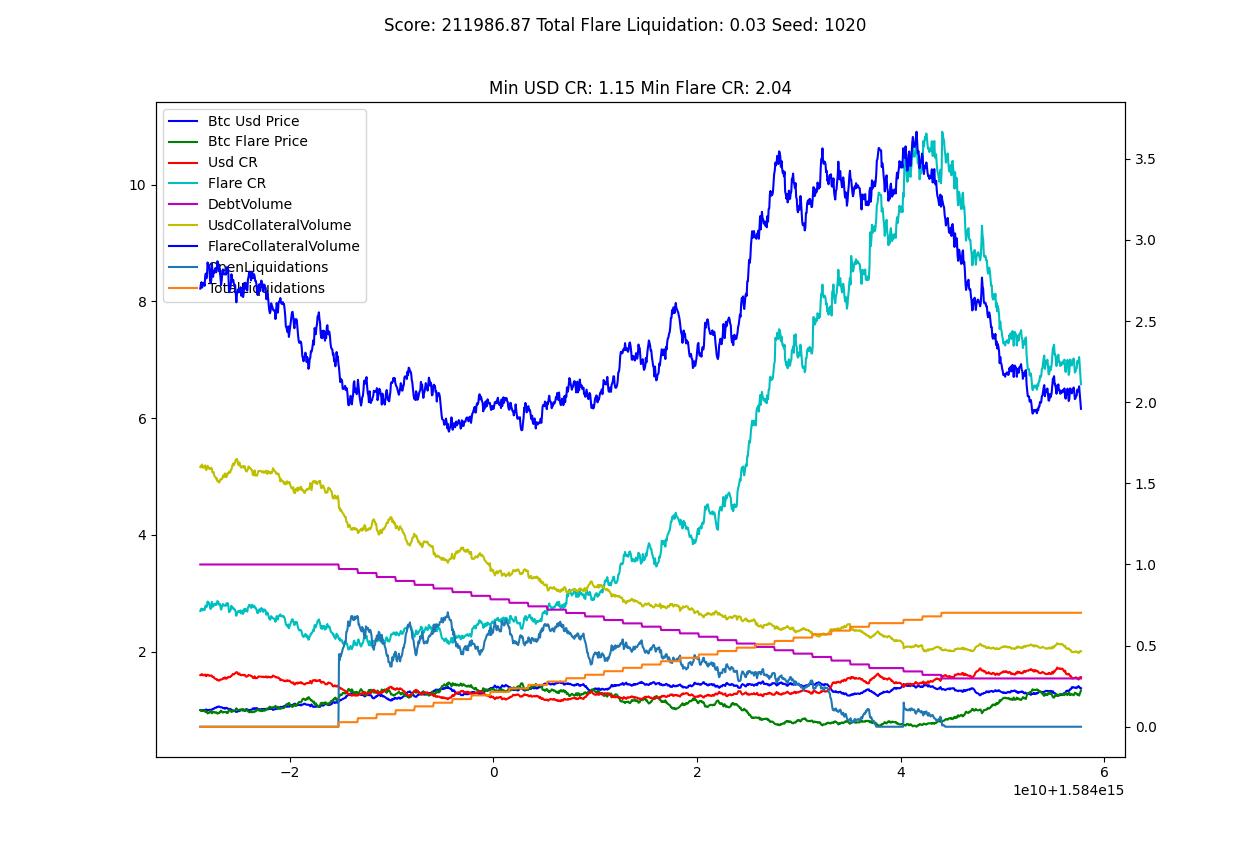 Score: 211986.87 Total Flare Liquidation: 0.03 Seed: 1020
Min USD CR: 1.15 Min Flare CR: 2.04
Btc Usd Price
Btc Flare Price
Usd CR
Flare CR
DebtVolume
UsdCollateralVolume
FlareCollateralVolume
OpenLiquidations
TotalLiquidations
10
8
6
4
2
3.5
3.0
2.5
2.0
1.5
1.0
0.5
0.0
−2
0
2
4
6
1e10+1.584e15